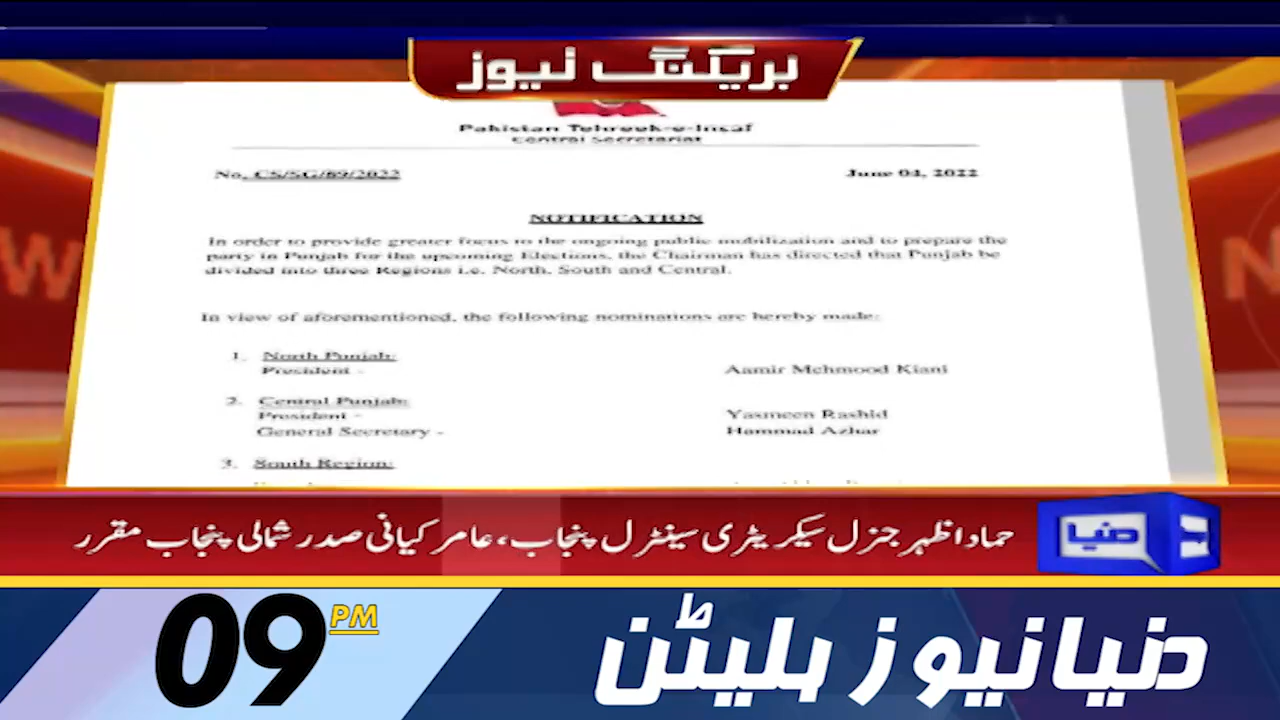 بریکنگ نیوز
Pakistan Tehreek-e-Insaf
Central Secretariat
No. CS/SG/89/2022
June 04, 2022
NOTIFICATION
In order to provide greater focus to the ongoing public mobilization and to prepare the
party in Punjab for the upcoming Elections, the Chairman has directed that Punjab be
divided into three Regions i.e. North, South and Central.
In view of aforementioned, the following nominations are hereby made:
1. North Punjab:
President - Aamir Mehmood Kiani
2. Central Punjab:
President - Yasmeen Rashid
General Secretary - Hammad Azhar
3. South Region:
حماد اظہر جنرل سیکریٹری سینٹرل پنجاب، عامر کیانی صدر شمالی پنجاب مقرر
دنیا
09 PM
دنیا نیوز بلیٹن